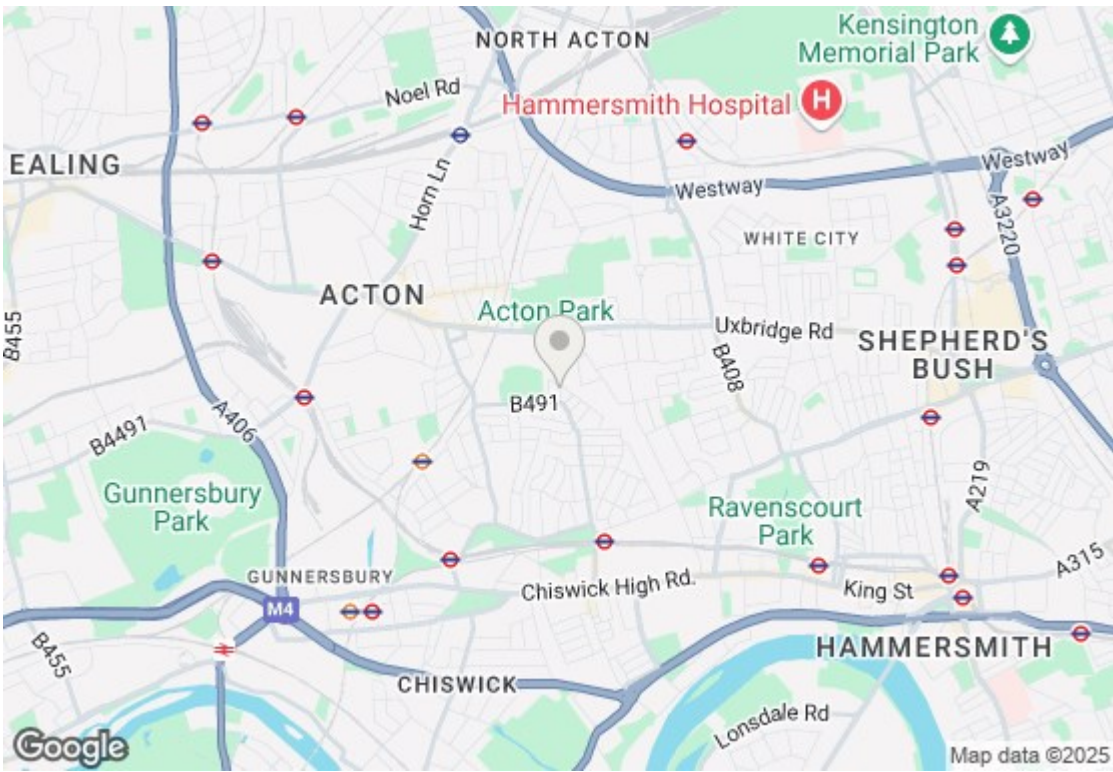 Kensington
Memorial Park
NORTH ACTON
Noel Rd
Hammersmith Hospital
H
EALING
Horn Ln
Westway
Westway
A3220
WHITE CITY
ACTON
Acton Park
Uxbridge Rd
SHEPHERD'S
BUSH
B455
B408
B491
A406
B4491
Gunnersbury
Park
A219
Ravenscourt
Park
A315
GUNNERSBURY
Chiswick High Rd.
King St
M4
B455
HAMMERSMITH
CHISWICK
Lonsdale Rd
Google
Map data ©2025